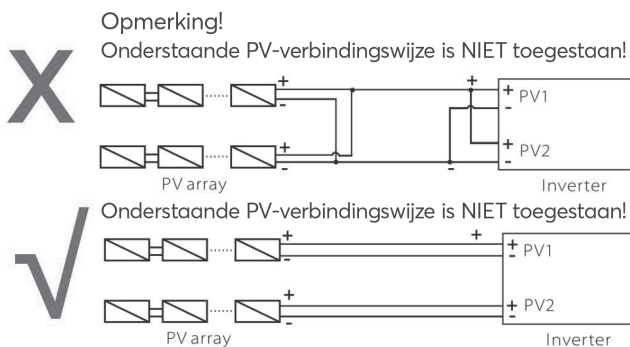 Opmerking!
Onderstaande PV-verbindingswijze is NIET toegestaan!
X
+ +
+ PV1
- -
+ + PV2
- - -
PV array Inverter
Onderstaande PV-verbindingswijze is NIET toegestaan!
√
+ + + PV1
- -
+ + PV2
- -
PV array Inverter